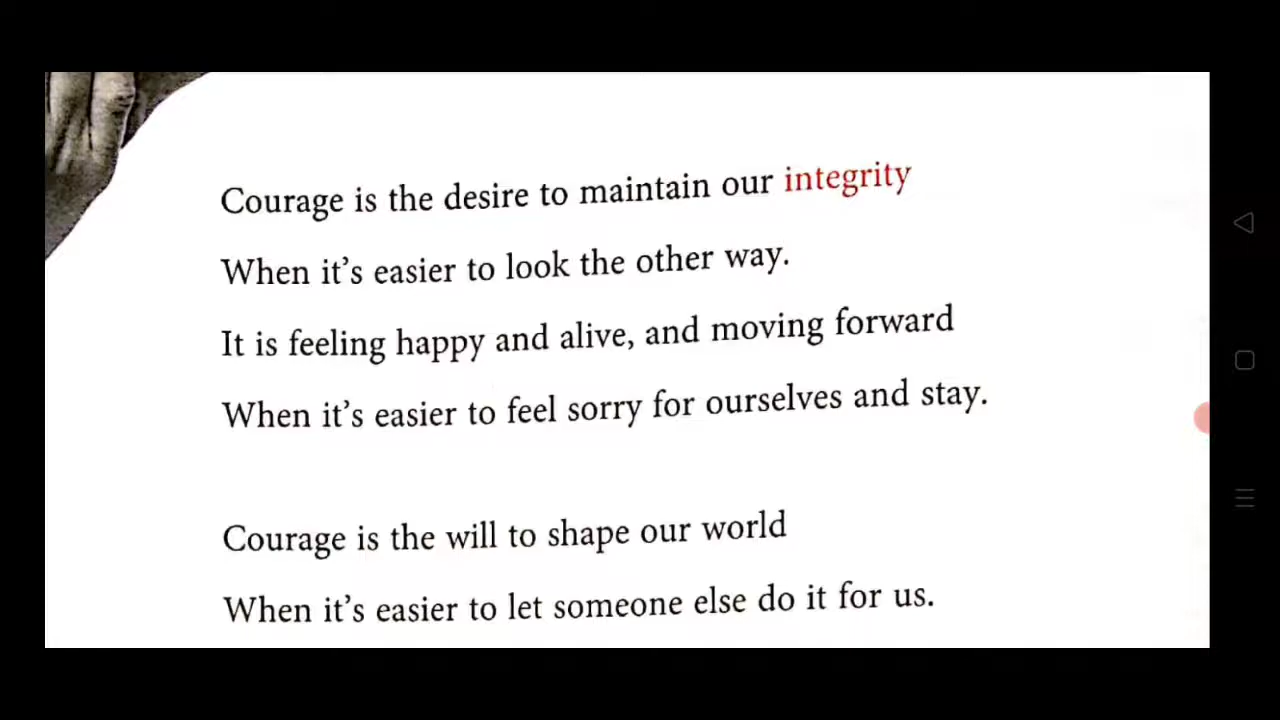 Courage is the desire to maintain our integrity
When it's easier to look the other way.
It is feeling happy and alive, and moving forward
When it's easier to feel sorry for ourselves and stay.
Courage is the will to shape our world
When it's easier to let someone else do it for us.